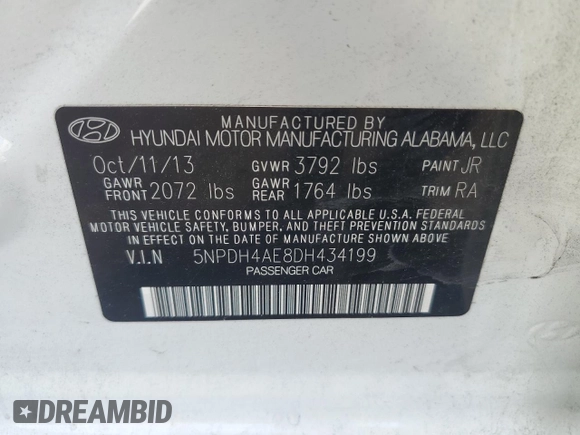 MANUFACTURED BY
HYUNDAI MOTOR MANUFACTURING ALABAMA, LLC
Oct/11/13 GVWR 3792 lbs PAINT JR
GAWR FRONT 2072 lbs GAWR REAR 1764 lbs TRIM RA
THIS VEHICLE CONFORMS TO ALL APPLICABLE U.S.A. FEDERAL
MOTOR VEHICLE SAFETY, BUMPER, AND THEFT PREVENTION STANDARDS
IN EFFECT ON THE DATE OF MANUFACTURE SHOWN ABOVE.
V.I.N 5NPDH4AE8DH434199
PASSENGER CAR
DREAMBID